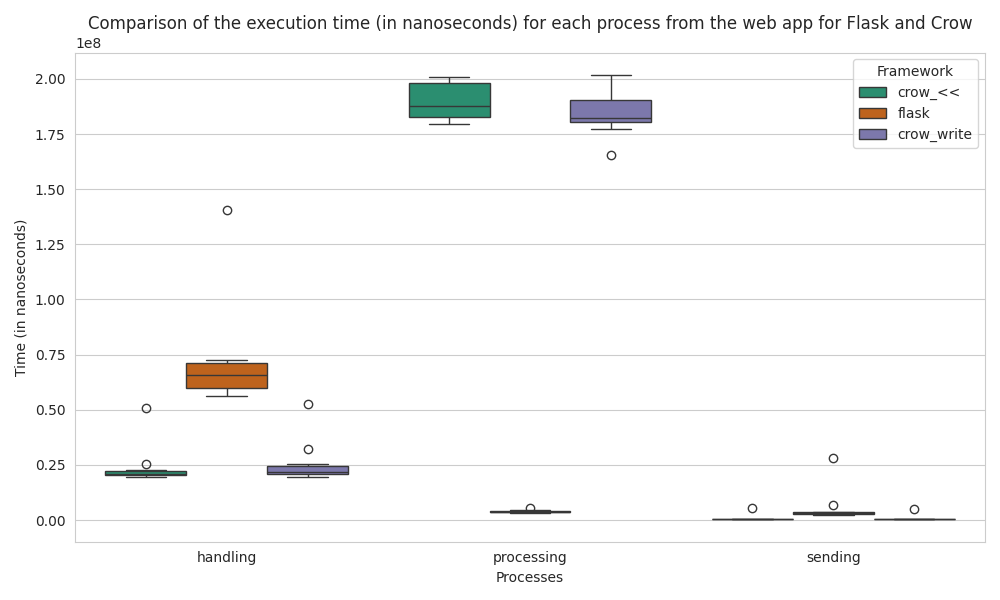 Comparison of the execution time (in nanoseconds) for each process from the web app for Flask and Crow
1e8
Framework
crow_<<
flask
crow_write
2.00
1.75
1.50
1.25
1.00
0.75
0.50
0.25
0.00
Time (in nanoseconds)
handling
processing
sending
Processes